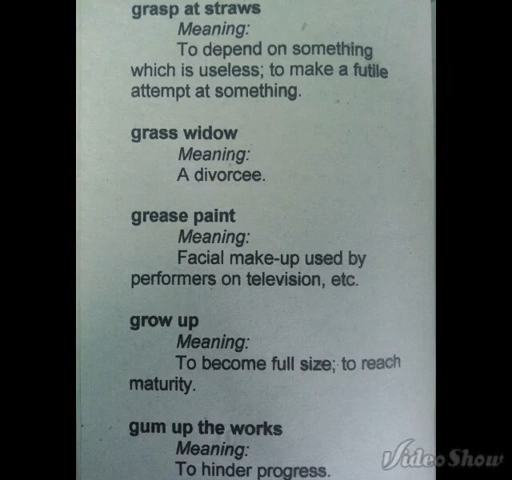 grasp at straws
Meaning:
To depend on something
which is useless; to make a futile
attempt at something.
grass widow
Meaning:
A divorcee.
grease paint
Meaning:
Facial make-up used by
performers on television, etc.
grow up
Meaning:
To become full size; to reach
maturity.
gum up the works
Meaning:
To hinder progress.
VideoShow